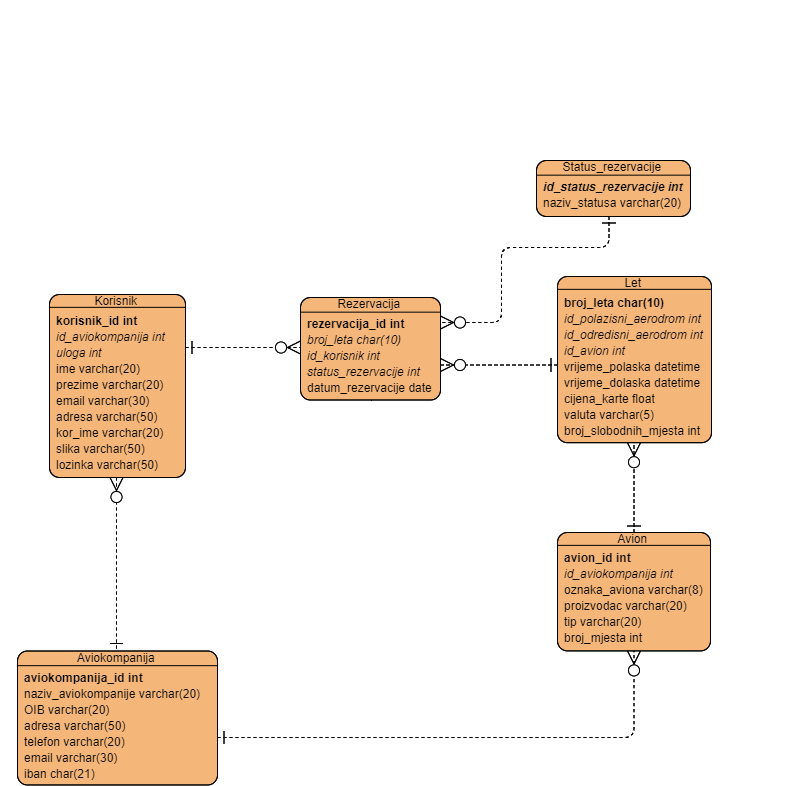 Status_rezervacije
id_status_rezervacije int
naziv_statusa varchar(20)
Korisnik
korisnik_id int
id_aviokompanija int
uloga int
ime varchar(20)
prezime varchar(20)
email varchar(30)
adresa varchar(50)
kor_ime varchar(20)
slika varchar(50)
lozinka varchar(50)
Rezervacija
rezervacija_id int
broj_leta char(10)
id_korisnik int
status_rezervacije int
datum_rezervacije date
Let
broj_leta char(10)
id_polazisni_aerodrom int
id_odredisni_aerodrom int
id_avion int
vrijeme_polaska datetime
vrijeme_dolaska datetime
cijena_karte float
valuta varchar(5)
broj_slobodnih_mjesta int
Avion
avion_id int
id_aviokompanija int
oznaka_aviona varchar(8)
proizvodac varchar(20)
tip varchar(20)
broj_mjesta int
Aviokompanija
aviokompanija_id int
naziv_aviokompanije varchar(20)
OIB varchar(20)
adresa varchar(50)
telefon varchar(20)
email varchar(30)
iban char(21)